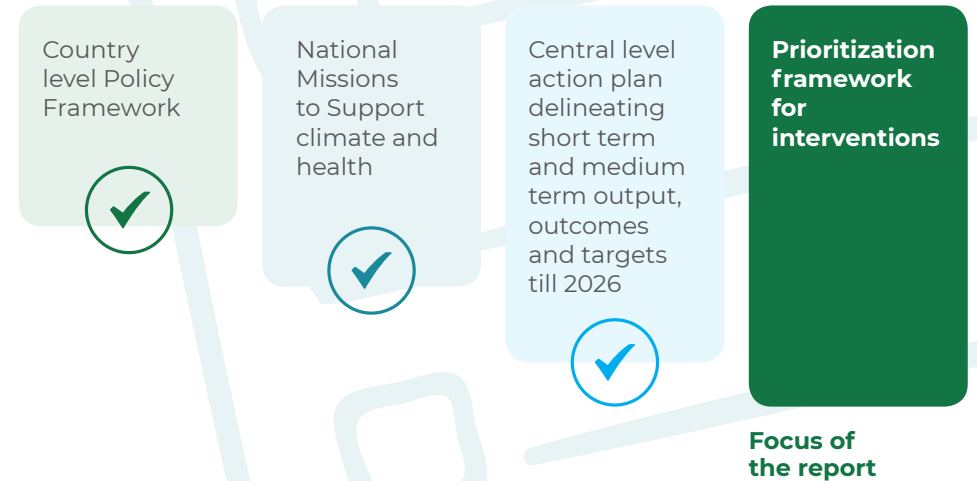 Country
level Policy
Framework
National
Missions
to Support
climate and
health
Central level
action plan
delineating
short term
and medium
term output,
outcomes
and targets
till 2026
Prioritization
framework
for
interventions
Focus of
the report